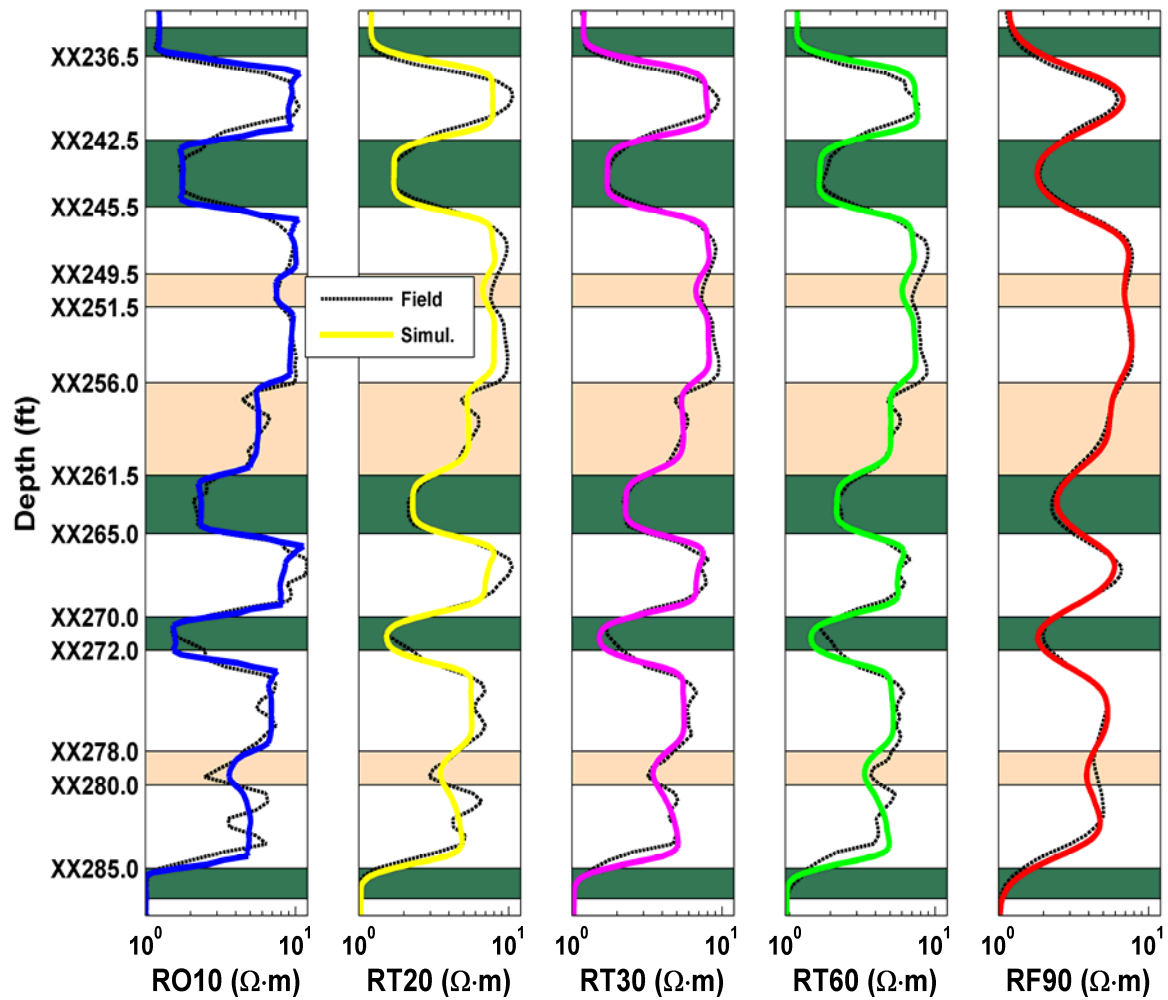 XX236.5
XX242.5
XX245.5
XX249.5
XX251.5
XX256.0
XX261.5
XX265.0
XX270.0
XX272.0
XX278.0
XX280.0
XX285.0
Depth (ft)
Field
Simul.
10⁰ 10¹ 10⁰ 10¹ 10⁰ 10¹ 10⁰ 10¹ 10⁰ 10¹
RO10 (Ω·m) RT20 (Ω·m) RT30 (Ω·m) RT60 (Ω·m) RF90 (Ω·m)